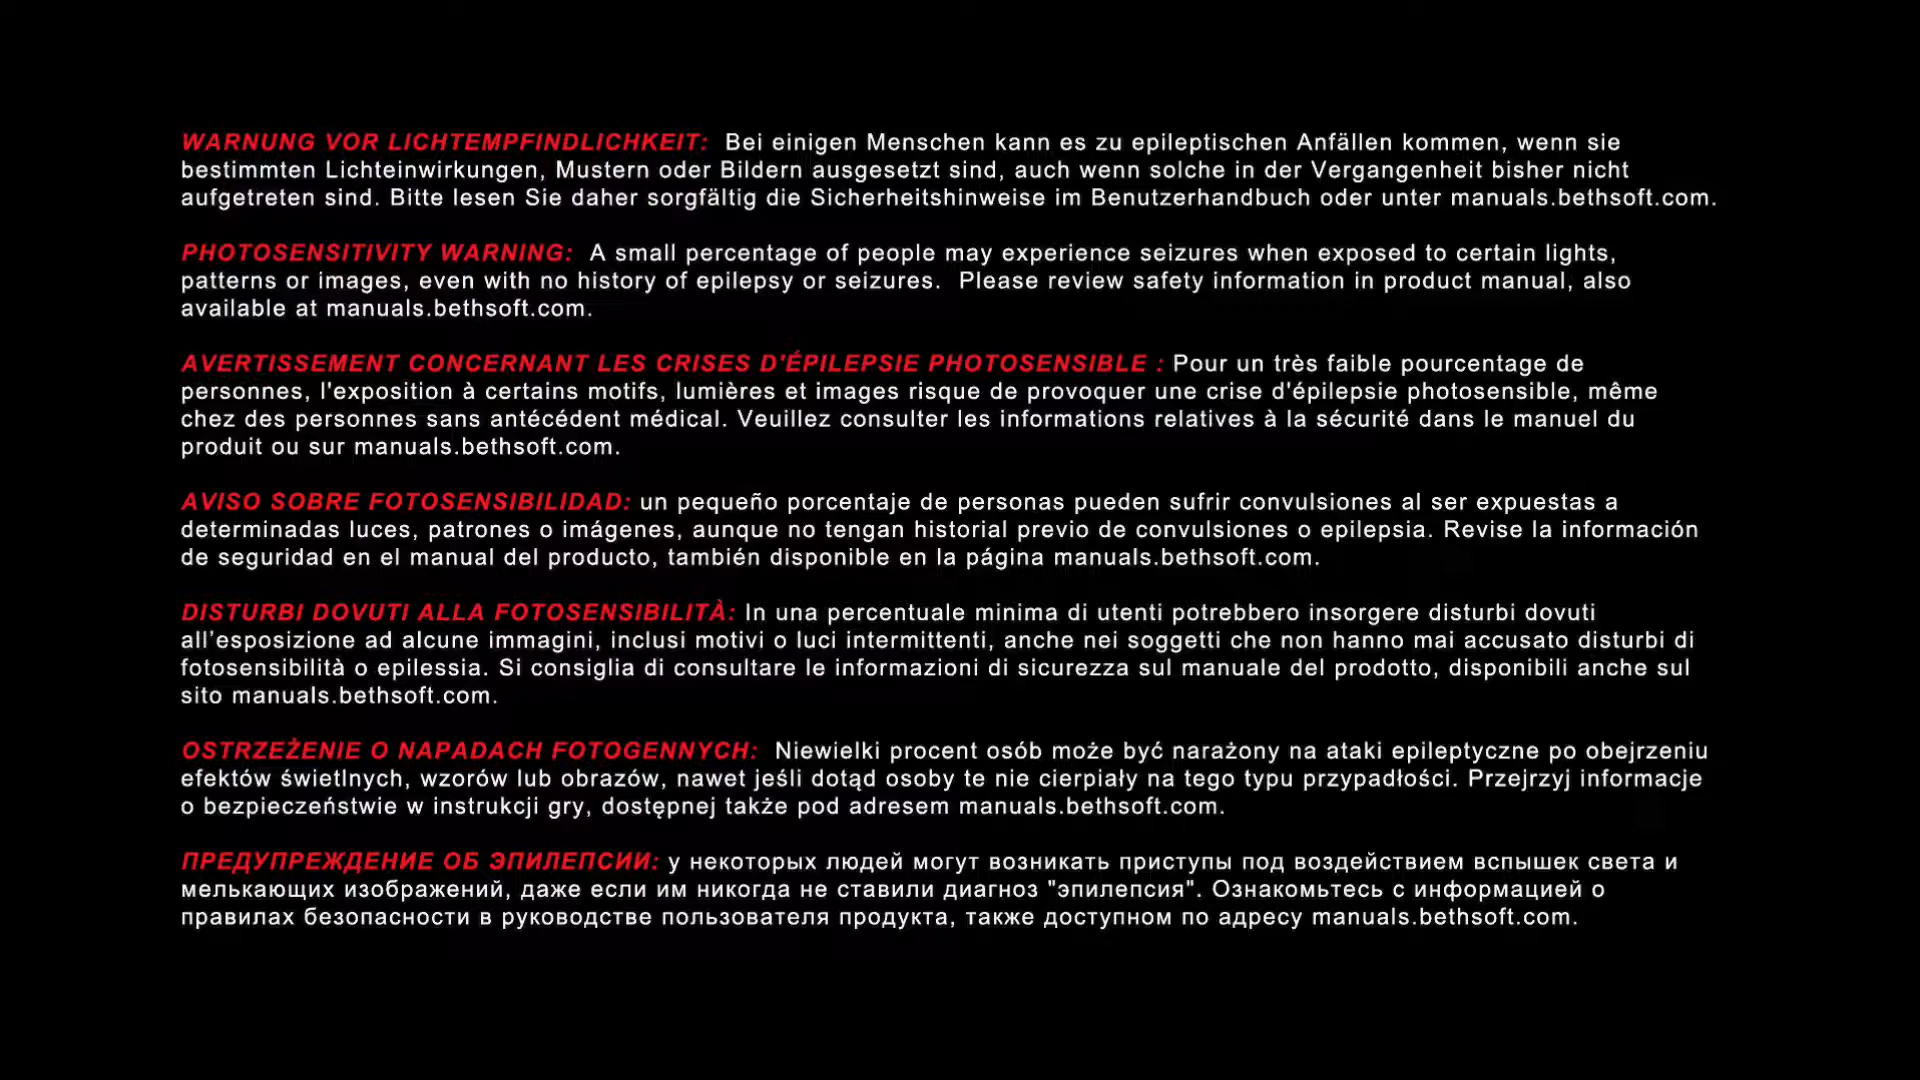 WARNUNG VOR LICHTEMPFINDLICHKEIT:  Bei einigen Menschen kann es zu epileptischen Anfällen kommen, wenn sie
bestimmten Lichteinwirkungen, Mustern oder Bildern ausgesetzt sind, auch wenn solche in der Vergangenheit bisher nicht
aufgetreten sind. Bitte lesen Sie daher sorgfältig die Sicherheitshinweise im Benutzerhandbuch oder unter manuals.bethsoft.com.
PHOTOSENSITIVITY WARNING:  A small percentage of people may experience seizures when exposed to certain lights,
patterns or images, even with no history of epilepsy or seizures.  Please review safety information in product manual, also
available at manuals.bethsoft.com.
AVERTISSEMENT CONCERNANT LES CRISES D'ÉPILEPSIE PHOTOSENSIBLE : Pour un très faible pourcentage de
personnes, l'exposition à certains motifs, lumières et images risque de provoquer une crise d'épilepsie photosensible, même
chez des personnes sans antécédent médical. Veuillez consulter les informations relatives à la sécurité dans le manuel du
produit ou sur manuals.bethsoft.com.
AVISO SOBRE FOTOSENSIBILIDAD: un pequeño porcentaje de personas pueden sufrir convulsiones al ser expuestas a
determinadas luces, patrones o imágenes, aunque no tengan historial previo de convulsiones o epilepsia. Revise la información
de seguridad en el manual del producto, también disponible en la página manuals.bethsoft.com.
DISTURBI DOVUTI ALLA FOTOSENSIBILITÀ: In una percentuale minima di utenti potrebbero insorgere disturbi dovuti
all’esposizione ad alcune immagini, inclusi motivi o luci intermittenti, anche nei soggetti che non hanno mai accusato disturbi di
fotosensibilità o epilessia. Si consiglia di consultare le informazioni di sicurezza sul manuale del prodotto, disponibili anche sul
sito manuals.bethsoft.com.
OSTRZEŻENIE O NAPADACH FOTOGENNYCH:  Niewielki procent osób może być narażony na ataki epileptyczne po obejrzeniu
efektów świetlnych, wzorów lub obrazów, nawet jeśli dotąd osoby te nie cierpiały na tego typu przypadłości. Przejrzyj informacje
o bezpieczeństwie w instrukcji gry, dostępnej także pod adresem manuals.bethsoft.com.
ПРЕДУПРЕЖДЕНИЕ ОБ ЭПИЛЕПСИИ: у некоторых людей могут возникать приступы под воздействием вспышек света и
мелькающих изображений, даже если им никогда не ставили диагноз "эпилепсия". Ознакомьтесь с информацией о
правилах безопасности в руководстве пользователя продукта, также доступном по адресу manuals.bethsoft.com.